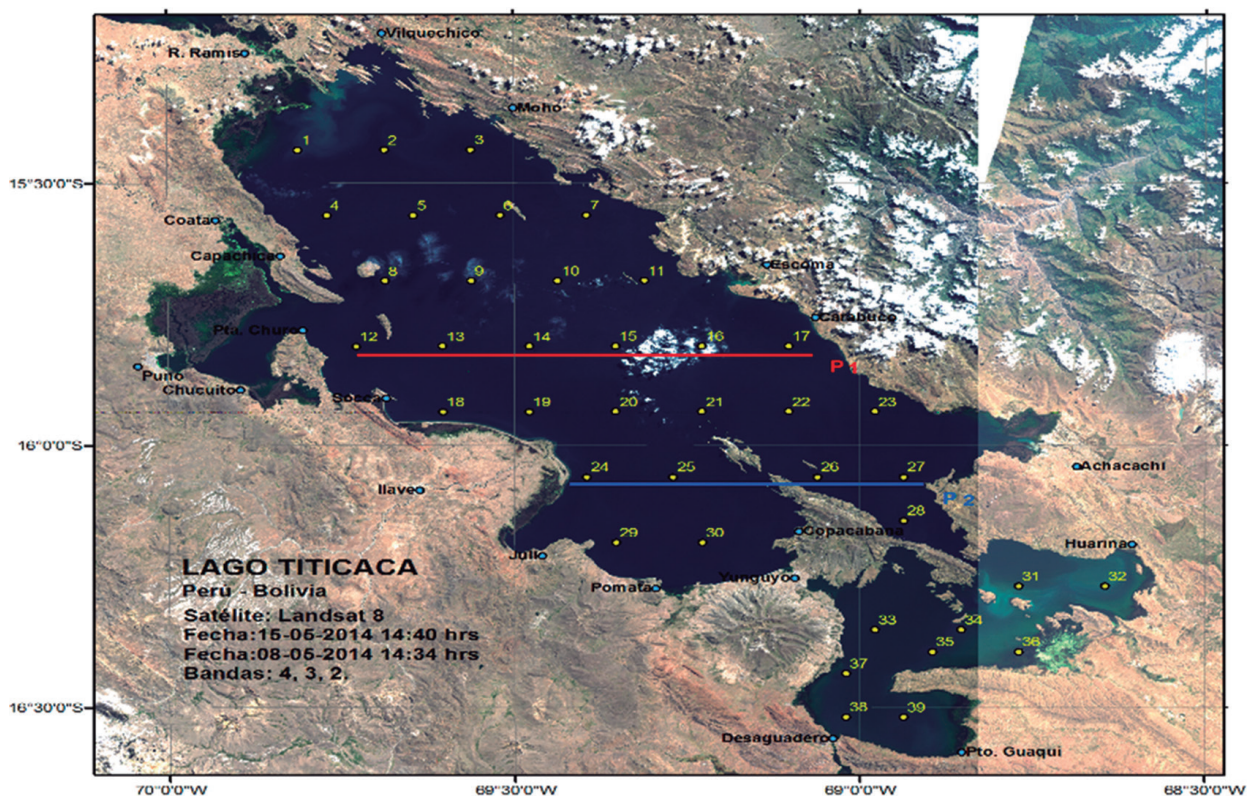 Vilquechico
R. Ramis
Moho
1
2
3
15°30'0"S
4
5
6
7
Coata
Capachica
Escoma
8
9
10
11
Carabuco
Pta. Churo
12
13
14
15
16
17
P 1
Puno
Chucuito
Socca
18
19
20
21
22
23
16°0'0"S
24
25
26
27
Achacachi
Ilave
P 2
28
Copacabana
29
30
Huarina
Juli
Pomata
Yunguyo
31
32
LAGO TITICACA
Perú - Bolivia
Satélite: Landsat 8
Fecha:15-05-2014 14:40 hrs
Fecha:08-05-2014 14:34 hrs
Bandas: 4, 3, 2.
33
34
35
36
37
38
39
16°30'0"S
Desaguadero
Pto. Guaqui
70°0'0"W
69°30'0"W
69°0'0"W
68°30'0"W